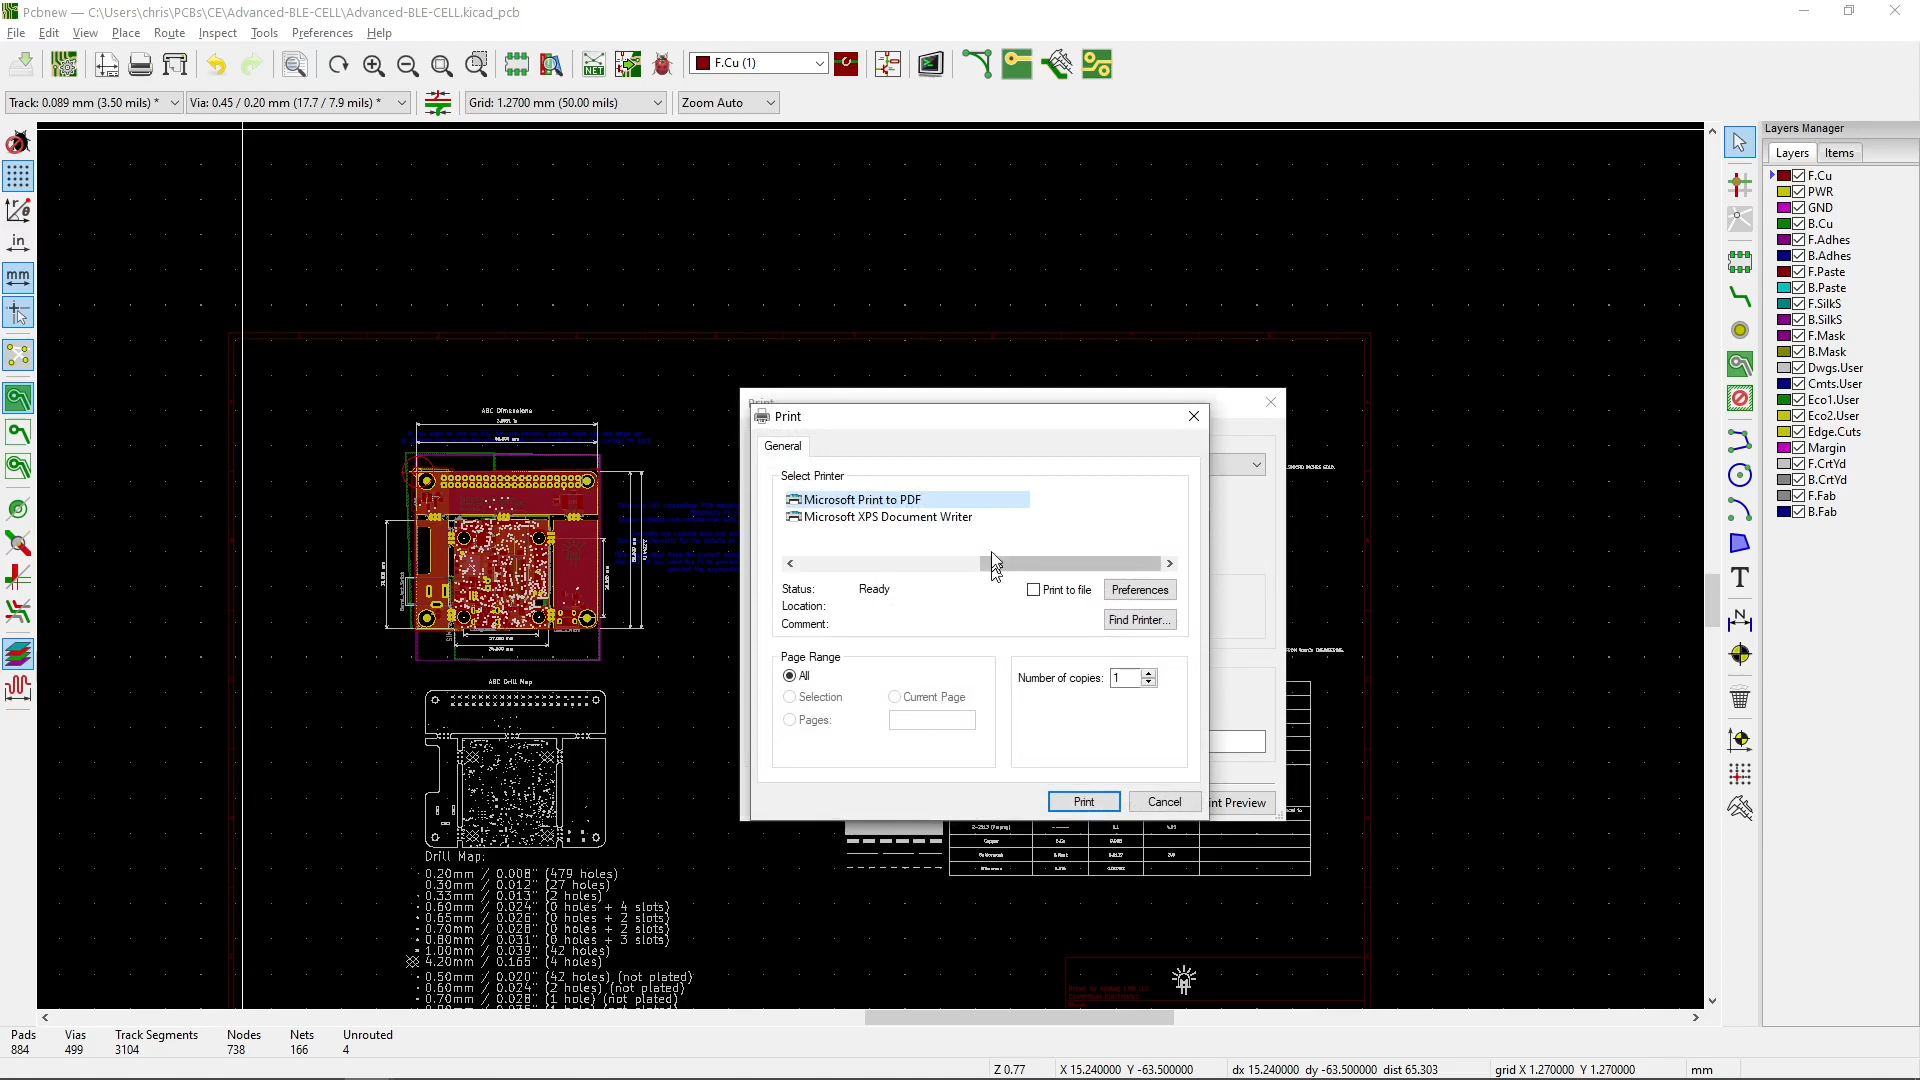 Pcbnew — C:\Users\chris\PCBs\CE\Advanced-BLE-CELL\Advanced-BLE-CELL.kicad_pcb
File Edit View Place Route Inspect Tools Preferences Help
NET
F.Cu (1)
Track: 0.089 mm (3.50 mils) *
Via: 0.45 / 0.20 mm (17.7 / 7.9 mils) *
Grid: 1.2700 mm (50.00 mils)
Zoom Auto
in
mm
Layers Manager
Layers Items
F.Cu
PWR
GND
B.Cu
F.Adhes
B.Adhes
F.Paste
B.Paste
F.SilkS
B.SilkS
F.Mask
B.Mask
Dwgs.User
Cmts.User
Eco1.User
Eco2.User
Edge.Cuts
Margin
F.CrtYd
B.CrtYd
F.Fab
B.Fab
ABC Dimensions
Print
General
Select Printer
Microsoft Print to PDF
Microsoft XPS Document Writer
Status: Ready
Print to file
Preferences
Location:
Comment:
Find Printer...
Page Range
All
Selection
Current Page
Pages:
Number of copies: 1
Print
Cancel
nt Preview
ABC Drill Map
Drill Map:
0.20mm / 0.008" (479 holes)
0.30mm / 0.012" (27 holes)
0.33mm / 0.013" (2 holes)
0.60mm / 0.024" (0 holes + 4 slots)
0.65mm / 0.026" (0 holes + 2 slots)
0.70mm / 0.028" (0 holes + 2 slots)
0.80mm / 0.031" (0 holes + 3 slots)
1.00mm / 0.039" (42 holes)
4.20mm / 0.165" (4 holes)
0.50mm / 0.020" (42 holes) (not plated)
0.60mm / 0.024" (2 holes) (not plated)
0.70mm / 0.028" (1 hole) (not plated)
Copper
Pads Vias Track Segments Nodes Nets Unrouted
884 499 3104 738 166 4
Z 0.77
X 15.240000 Y -63.500000
dx 15.240000 dy -63.500000 dist 65.303
grid X 1.270000 Y 1.270000
mm